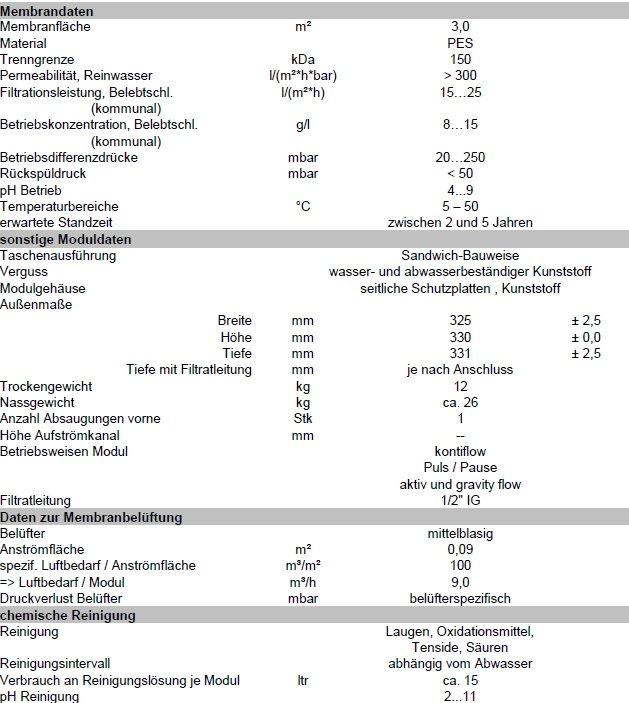 Membrandaten
Membranfläche m² 3,0
Material PES
Trenngrenze kDa 150
Permeabilität, Reinwasser l/(m²*h*bar) > 300
Filtrationsleistung, Belebtschl. l/(m²*h) 15…25
(kommunal)
Betriebskonzentration, Belebtschl. g/l 8…15
(kommunal)
Betriebsdifferenzdrücke mbar 20…250
Rückspüldruck mbar < 50
pH Betrieb 4...9
Temperaturbereiche °C 5 – 50
erwartete Standzeit zwischen 2 und 5 Jahren
sonstige Moduldaten
Taschenausführung Sandwich-Bauweise
Verguss wasser- und abwasserbeständiger Kunststoff
Modulgehäuse seitliche Schutzplatten , Kunststoff
Außenmaße
Breite mm 325 ± 2,5
Höhe mm 330 ± 0,0
Tiefe mm 331 ± 2,5
Tiefe mit Filtratleitung mm je nach Anschluss
Trockengewicht kg 12
Nassgewicht kg ca. 26
Anzahl Absaugungen vorne Stk 1
Höhe Aufströmkanal mm --
Betriebsweisen Modul kontiflow
Puls / Pause
aktiv und gravity flow
Filtratleitung 1/2" IG
Daten zur Membranbelüftung
Belüfter mittelblasig
Anströmfläche m² 0,09
spezif. Luftbedarf / Anströmfläche m³/m² 100
=> Luftbedarf / Modul m³/h 9,0
Druckverlust Belüfter mbar belüfterspezifisch
chemische Reinigung
Reinigung Laugen, Oxidationsmittel,
Tenside, Säuren
Reinigungsintervall abhängig vom Abwasser
Verbrauch an Reinigungslösung je Modul ltr ca. 15
pH Reinigung 2...11